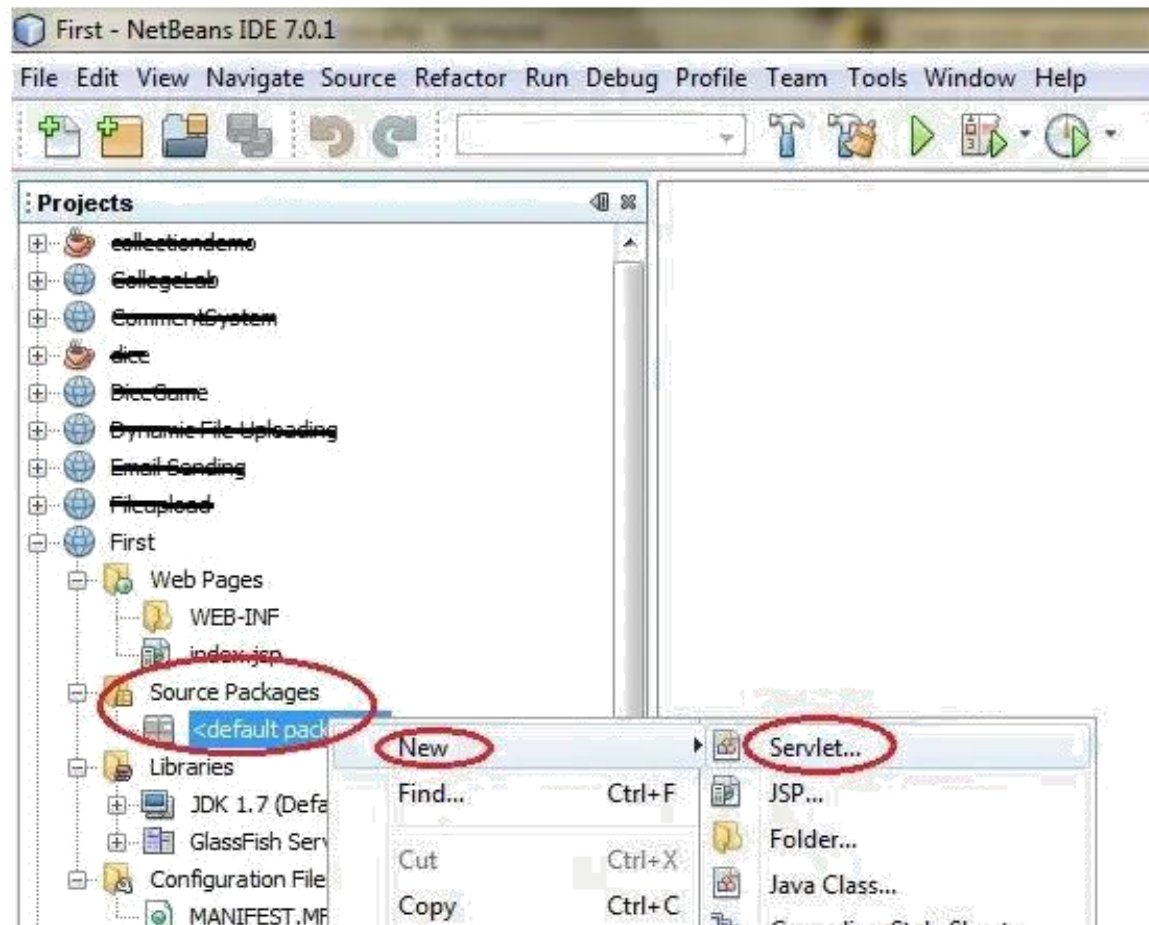 First - NetBeans IDE 7.0.1
File Edit View Navigate Source Refactor Run Debug Profile Team Tools Window Help
Projects
collectiondemo
CollegeLab
CommentSystem
dice
DiceGame
Dynamic File Uploading
Email Sending
Fileupload
First
Web Pages
WEB-INF
index.jsp
Source Packages
<default pack
New
Servlet...
Libraries
JDK 1.7 (Defa
Find... Ctrl+F
JSP...
GlassFish Serv
Folder...
Cut Ctrl+X
Configuration File
Java Class...
MANIFEST.MF
Copy Ctrl+C